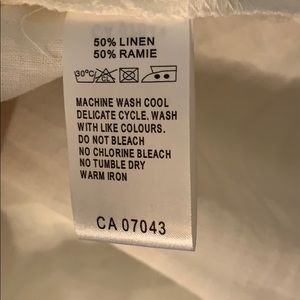 50% LINEN
50% RAMIE
30°C CL
MACHINE WASH COOL
DELICATE CYCLE. WASH
WITH LIKE COLOURS.
DO NOT BLEACH
NO CHLORINE BLEACH
NO TUMBLE DRY
WARM IRON
CA 07043